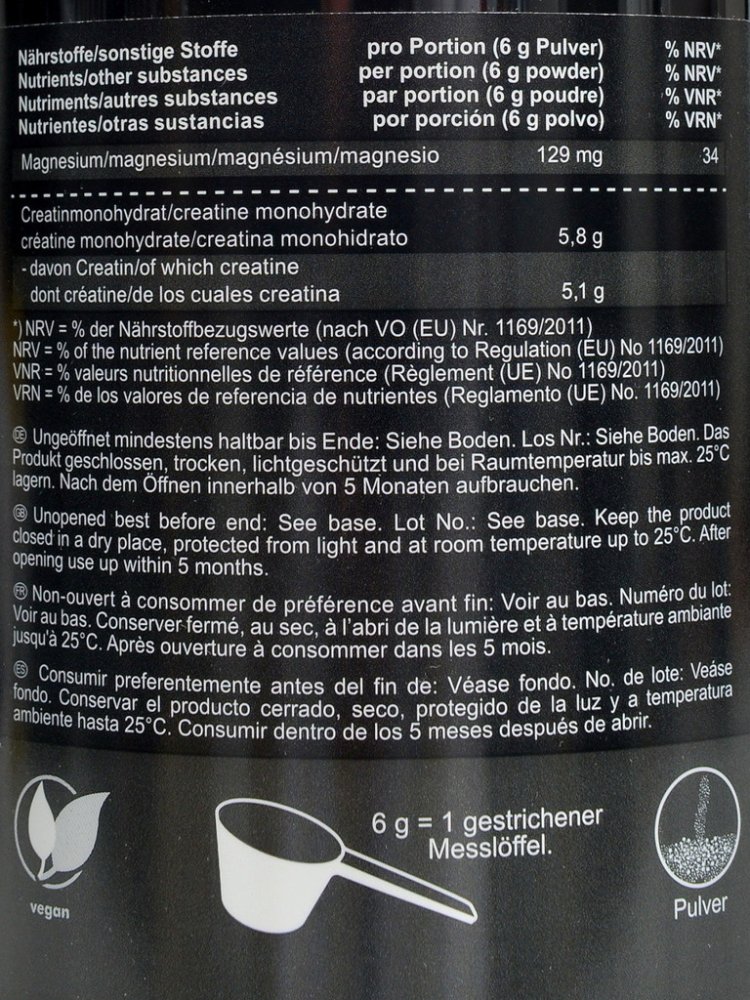 Nährstoffe/sonstige Stoffe pro Portion (6 g Pulver) % NRV*
Nutrients/other substances per portion (6 g powder) % NRV*
Nutriments/autres substances par portion (6 g poudre) % VNR*
Nutrientes/otras sustancias por porción (6 g polvo) % VRN*
Magnesium/magnesium/magnésium/magnesio 129 mg 34
Creatinmonohydrat/creatine monohydrate
créatine monohydrate/creatina monohidrato 5,8 g
- davon Creatin/of which creatine
dont créatine/de los cuales creatina 5,1 g
*) NRV = % der Nährstoffbezugswerte (nach VO (EU) Nr. 1169/2011)
NRV = % of the nutrient reference values (according to Regulation (EU) No 1169/2011)
VNR = % valeurs nutritionnelles de référence (Règlement (UE) No 1169/2011)
VRN = % de los valores de referencia de nutrientes (Reglamento (UE) No. 1169/2011)
DE Ungeöffnet mindestens haltbar bis Ende: Siehe Boden. Los Nr.: Siehe Boden. Das
Produkt geschlossen, trocken, lichtgeschützt und bei Raumtemperatur bis max. 25°C
lagern. Nach dem Öffnen innerhalb von 5 Monaten aufbrauchen.
GB Unopened best before end: See base. Lot No.: See base. Keep the product
closed in a dry place, protected from light and at room temperature up to 25°C. After
opening use up within 5 months.
FR Non-ouvert à consommer de préférence avant fin: Voir au bas. Numéro du lot:
Voir au bas. Conserver fermé, au sec, à l'abri de la lumière et à température ambiante
jusqu'à 25°C. Après ouverture à consommer dans les 5 mois.
ES Consumir preferentemente antes del fin de: Véase fondo. No. de lote: Veáse
fondo. Conservar el producto cerrado, seco, protegido de la luz y a temperatura
ambiente hasta 25°C. Consumir dentro de los 5 meses después de abrir.
6 g = 1 gestrichener
Messlöffel.
vegan
Pulver